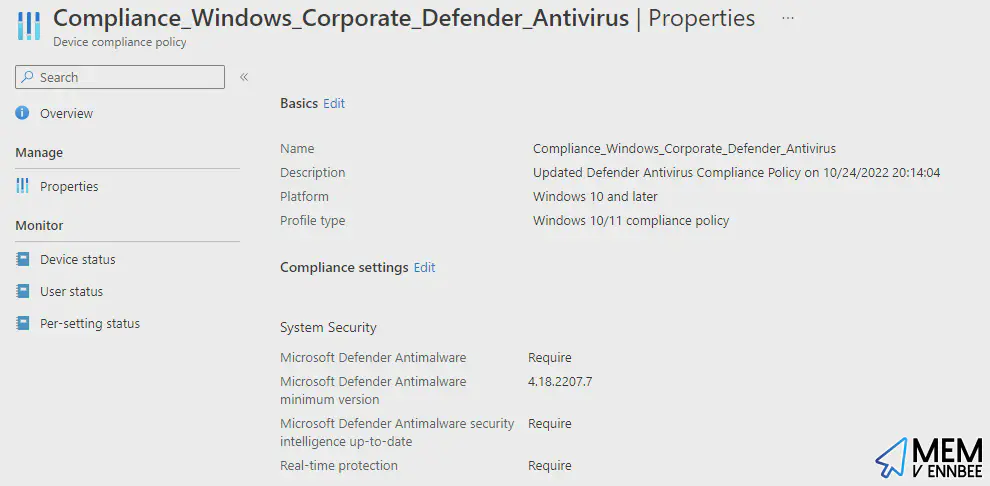 Compliance_Windows_Corporate_Defender_Antivirus | Properties ...
Device compliance policy
Search
«
Overview
Manage
Properties
Monitor
Device status
User status
Per-setting status
Basics Edit
Name Compliance_Windows_Corporate_Defender_Antivirus
Description Updated Defender Antivirus Compliance Policy on 10/24/2022 20:14:04
Platform Windows 10 and later
Profile type Windows 10/11 compliance policy
Compliance settings Edit
System Security
Microsoft Defender Antimalware Require
Microsoft Defender Antimalware 4.18.2207.7
minimum version
Microsoft Defender Antimalware security Require
intelligence up-to-date
Real-time protection Require
MEM
V ENNBEE